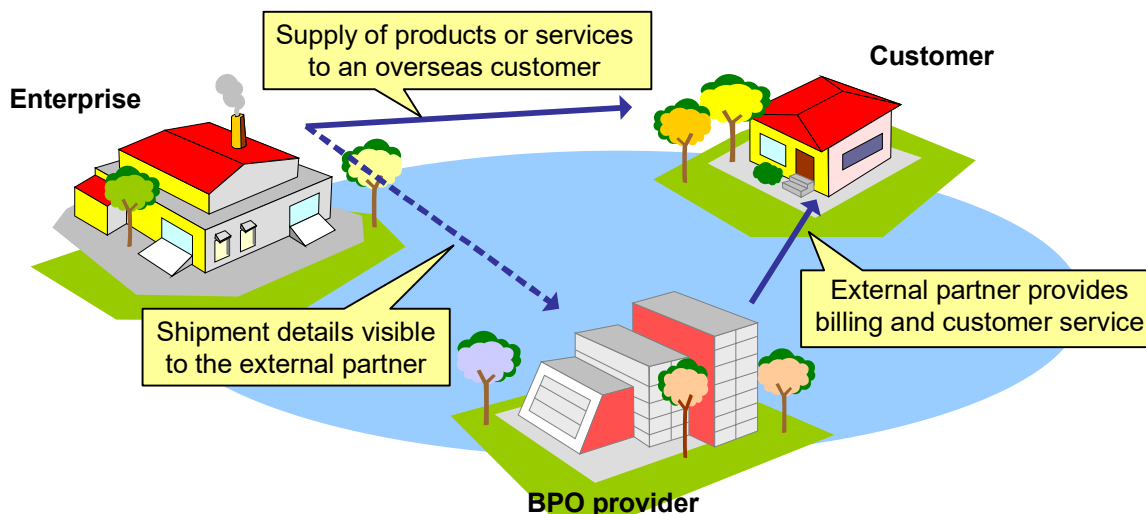 Supply of products or services
to an overseas customer
Customer
Enterprise
External partner provides
billing and customer service
Shipment details visible
to the external partner
BPO provider